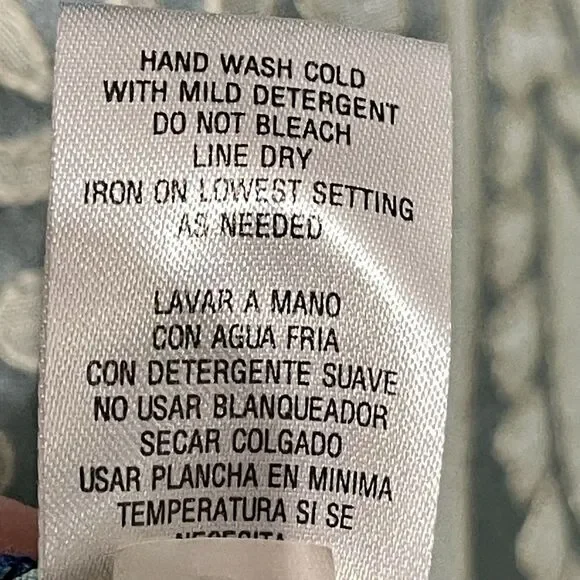 HAND WASH COLD
WITH MILD DETERGENT
DO NOT BLEACH
LINE DRY
IRON ON LOWEST SETTING
AS NEEDED
LAVAR A MANO
CON AGUA FRIA
CON DETERGENTE SUAVE
NO USAR BLANQUEADOR
SECAR COLGADO
USAR PLANCHA EN MINIMA
TEMPERATURA SI SE
NECESITA